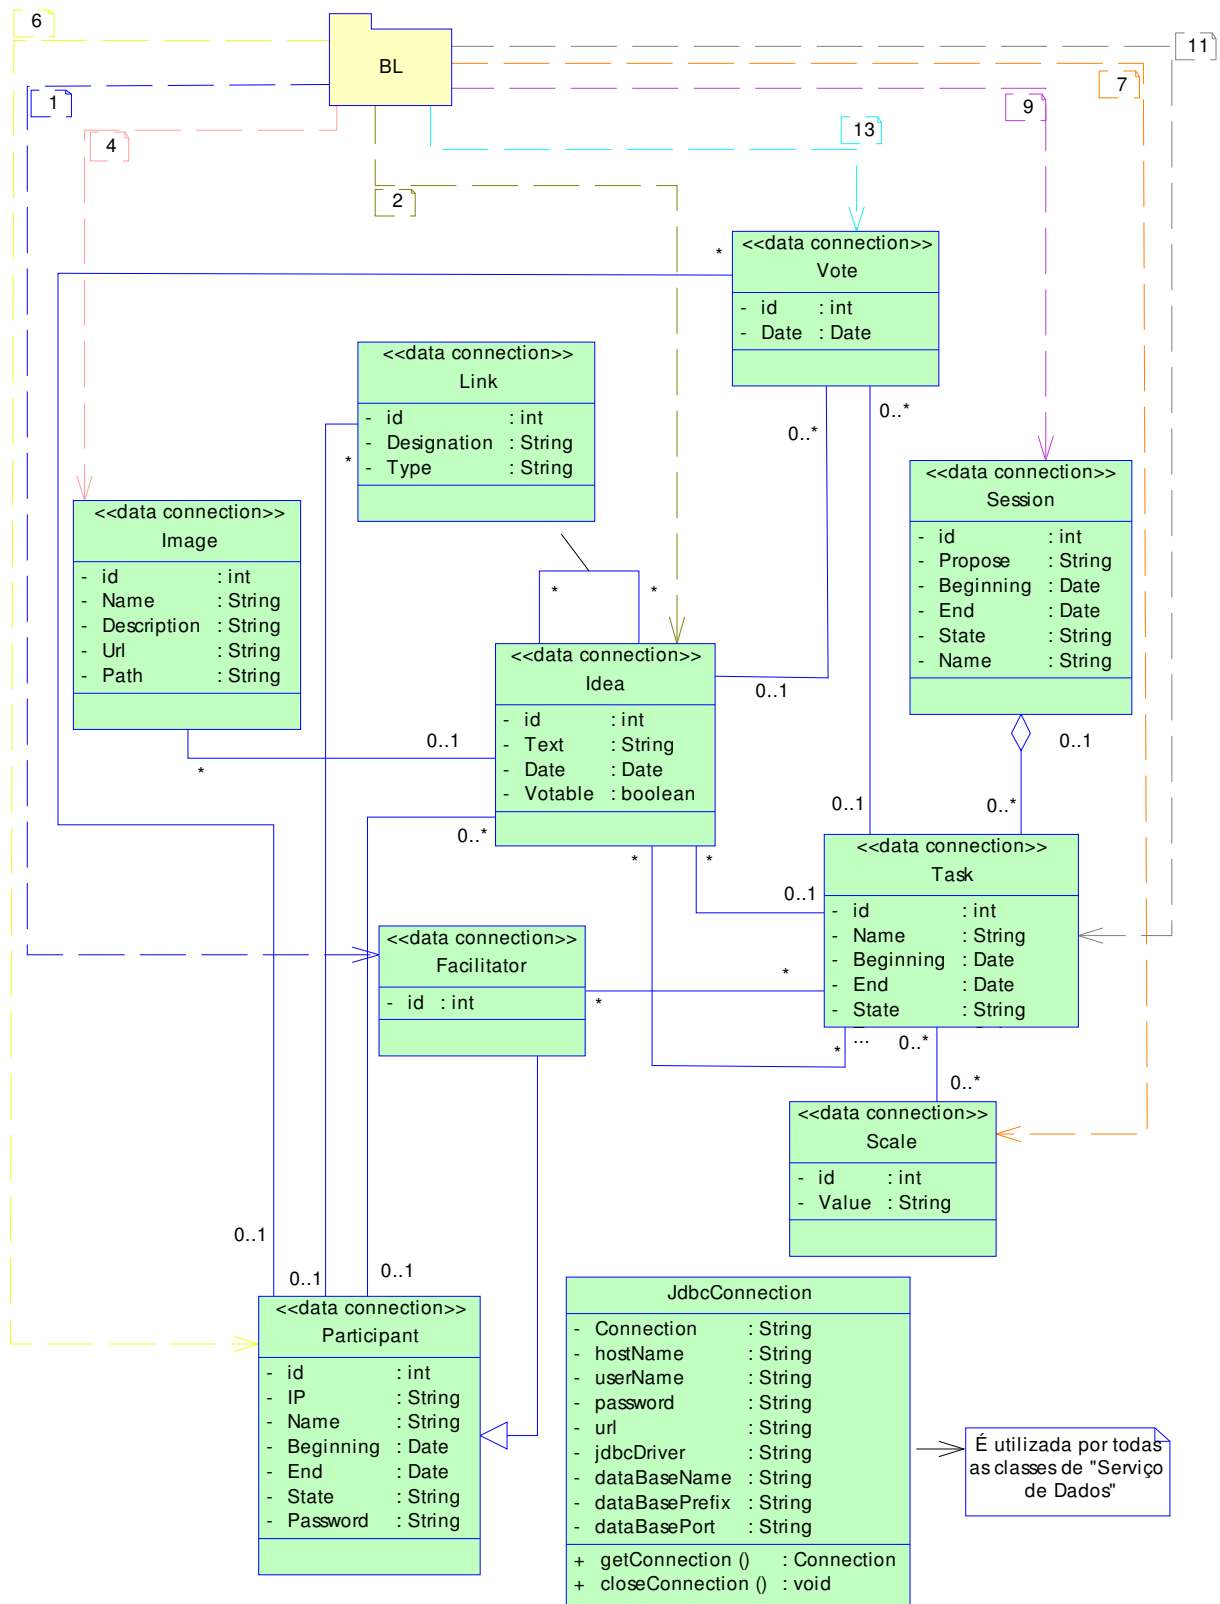 6
BL
11
1
7
9
4
13
2
<<data connection>>
Vote
- id : int
- Date : Date
*
<<data connection>>
Link
- id : int
- Designation : String
- Type : String
*
0..*
0..*
<<data connection>>
Session
- id : int
- Propose : String
- Beginning : Date
- End : Date
- State : String
- Name : String
<<data connection>>
Image
- id : int
- Name : String
- Description : String
- Url : String
- Path : String
*
*
<<data connection>>
Idea
- id : int
- Text : String
- Date : Date
- Votable : boolean
0..1
0..1
0..1
*
0..*
0..1
0..*
*
*
0..1
<<data connection>>
Task
- id : int
- Name : String
- Beginning : Date
- End : Date
- State : String
...
<<data connection>>
Facilitator
- id : int
*
*
*
0..*
0..*
<<data connection>>
Scale
- id : int
- Value : String
0..1
0..1
0..1
<<data connection>>
Participant
- id : int
- IP : String
- Name : String
- Beginning : Date
- End : Date
- State : String
- Password : String
JdbcConnection
- Connection : String
- hostName : String
- userName : String
- password : String
- url : String
- jdbcDriver : String
- dataBaseName : String
- dataBasePrefix : String
- dataBasePort : String
+ getConnection () : Connection
+ closeConnection () : void
É utilizada por todas
as classes de "Serviço
de Dados"